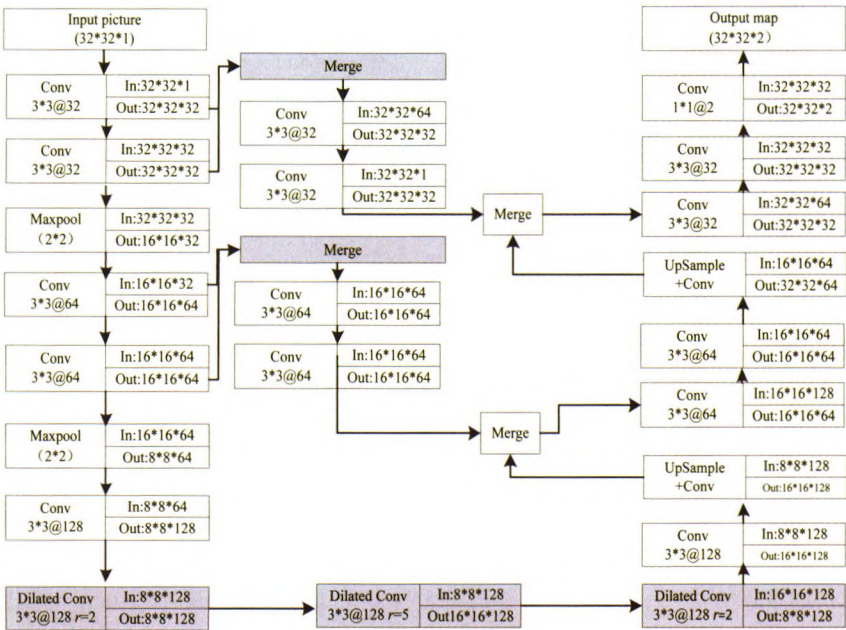 Input picture
(32*32*1)
Conv
3*3@32
In:32*32*1
Out:32*32*32
Conv
3*3@32
In:32*32*32
Out:32*32*32
Maxpool
(2*2)
In:32*32*32
Out:16*16*32
Conv
3*3@64
In:16*16*32
Out:16*16*64
Conv
3*3@64
In:16*16*64
Out:16*16*64
Maxpool
(2*2)
In:16*16*64
Out:8*8*64
Conv
3*3@128
In:8*8*64
Out:8*8*128
Dilated Conv
3*3@128 r=2
In:8*8*128
Out:8*8*128
Merge
Conv
3*3@32
In:32*32*64
Out:32*32*32
Conv
3*3@32
In:32*32*1
Out:32*32*32
Merge
Conv
3*3@64
In:16*16*64
Out:16*16*64
Conv
3*3@64
In:16*16*64
Out:16*16*64
Dilated Conv
3*3@128 r=5
In:8*8*128
Out16*16*128
Merge
Merge
Output map
(32*32*2)
Conv
1*1@2
In:32*32*32
Out:32*32*2
Conv
3*3@32
In:32*32*32
Out:32*32*32
Conv
3*3@32
In:32*32*64
Out:32*32*32
UpSample
+Conv
In:16*16*64
Out:32*32*64
Conv
3*3@64
In:16*16*64
Out:16*16*64
Conv
3*3@64
In:16*16*128
Out:16*16*64
UpSample
+Conv
In:8*8*128
Out:16*16*128
Conv
3*3@128
In:8*8*128
Out:16*16*128
Dilated Conv
3*3@128 r=2
In:16*16*128
Out:8*8*128